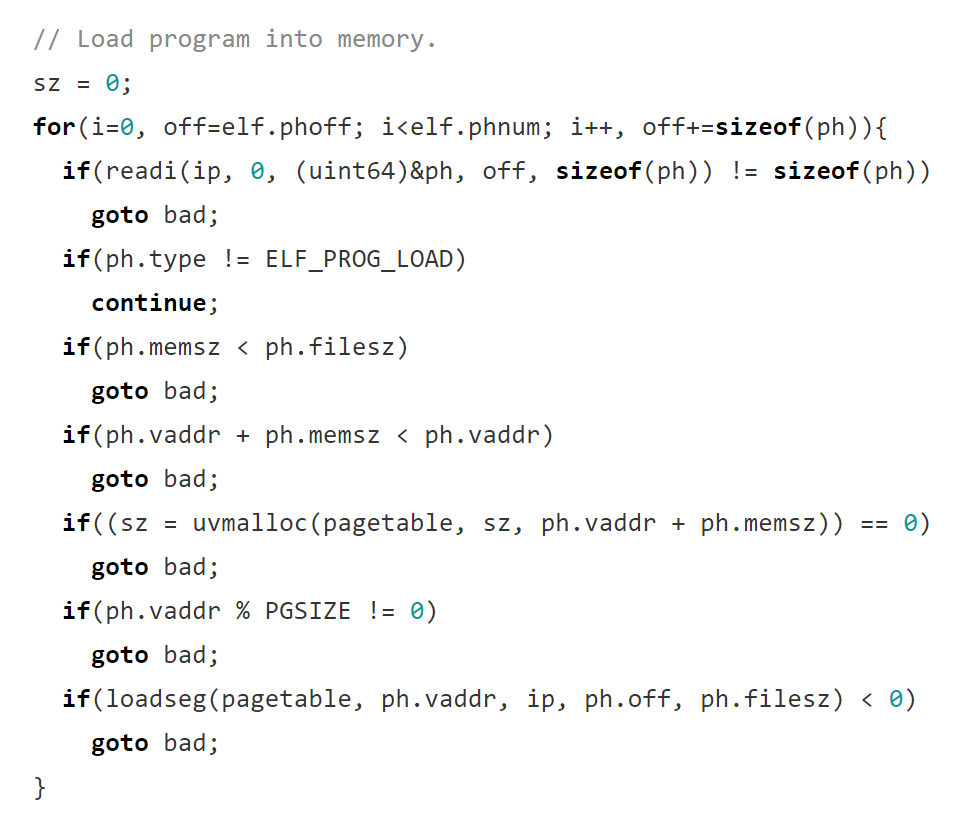 // Load program into memory.
sz = 0;
for(i=0, off=elf.phoff; i<elf.phnum; i++, off+=sizeof(ph)){
  if(readi(ip, 0, (uint64)&ph, off, sizeof(ph)) != sizeof(ph))
    goto bad;
  if(ph.type != ELF_PROG_LOAD)
    continue;
  if(ph.memsz < ph.filesz)
    goto bad;
  if(ph.vaddr + ph.memsz < ph.vaddr)
    goto bad;
  if((sz = uvmalloc(pagetable, sz, ph.vaddr + ph.memsz)) == 0)
    goto bad;
  if(ph.vaddr % PGSIZE != 0)
    goto bad;
  if(loadseg(pagetable, ph.vaddr, ip, ph.off, ph.filesz) < 0)
    goto bad;
}